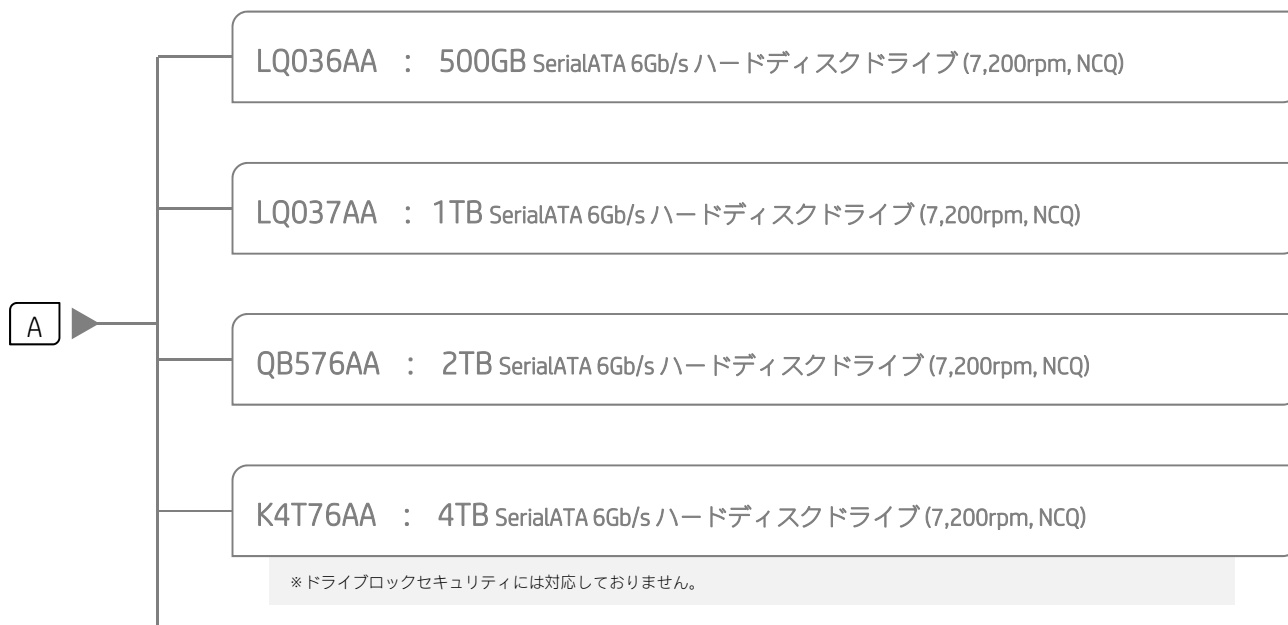 LQ036AA : 500GB SerialATA 6Gb/s ハードディスクドライブ (7,200rpm, NCQ)
LQ037AA : 1TB SerialATA 6Gb/s ハードディスクドライブ (7,200rpm, NCQ)
A
QB576AA : 2TB SerialATA 6Gb/s ハードディスクドライブ (7,200rpm, NCQ)
K4T76AA : 4TB SerialATA 6Gb/s ハードディスクドライブ (7,200rpm, NCQ)
※ドライブロックセキュリティには対応しておりません。